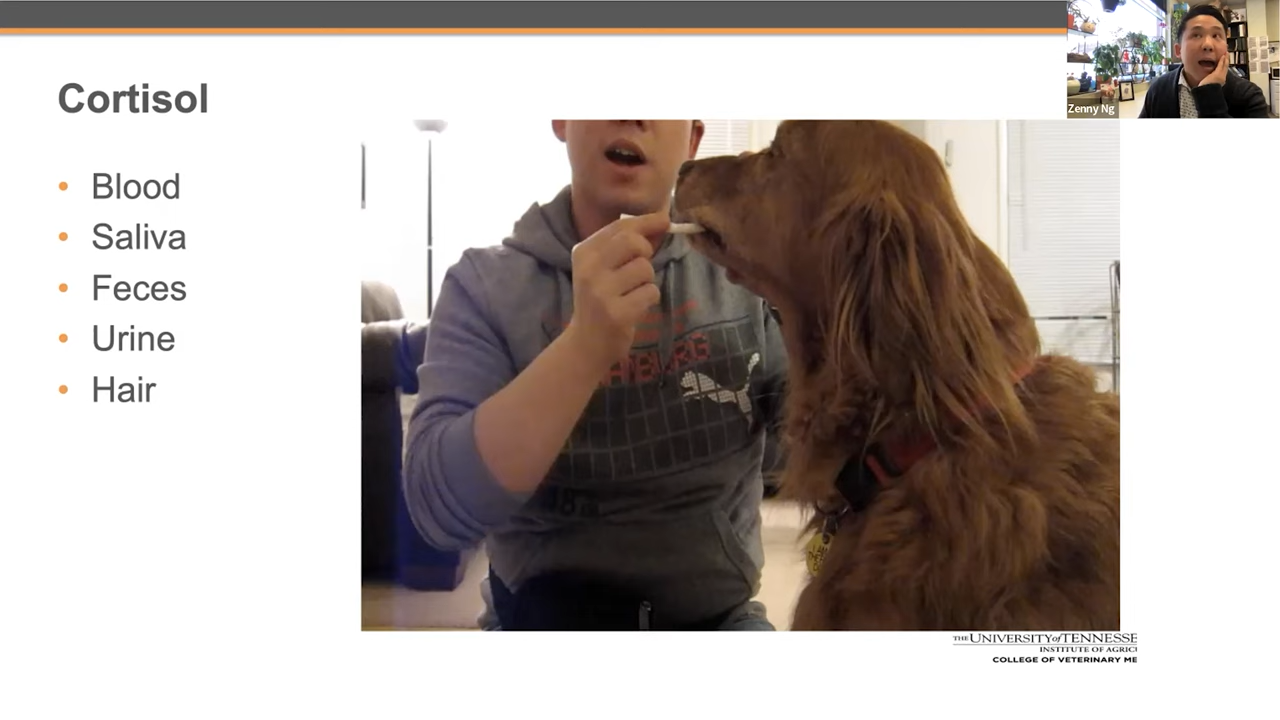 Zenny Ng
Cortisol
• Blood
• Saliva
• Feces
• Urine
• Hair
THE UNIVERSITY of TENNESSE
INSTITUTE OF AGRIC
COLLEGE OF VETERINARY ME